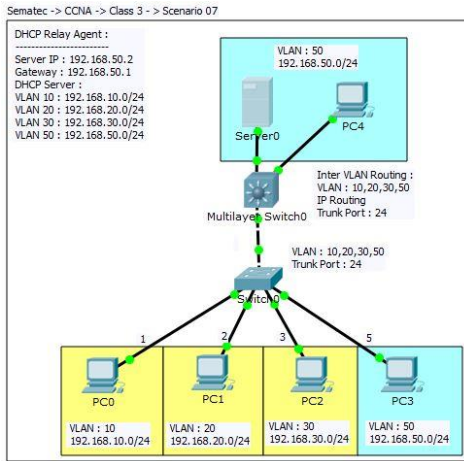 Sematec -> CCNA -> Class 3 - > Scenario 07
DHCP Relay Agent :
-------------------------
Server IP : 192.168.50.2
Gateway : 192.168.50.1
DHCP Server :
VLAN 10 : 192.168.10.0/24
VLAN 20 : 192.168.20.0/24
VLAN 30 : 192.168.30.0/24
VLAN 50 : 192.168.50.0/24
VLAN : 50
192.168.50.0/24
Server0
PC4
Inter VLAN Routing :
VLAN : 10,20,30,50
IP Routing
Trunk Port : 24
Multilayer Switch0
VLAN : 10,20,30,50
Trunk Port : 24
Switch0
1
2
3
5
PC0
PC1
PC2
PC3
VLAN : 10
192.168.10.0/24
VLAN : 20
192.168.20.0/24
VLAN : 30
192.168.30.0/24
VLAN : 50
192.168.50.0/24